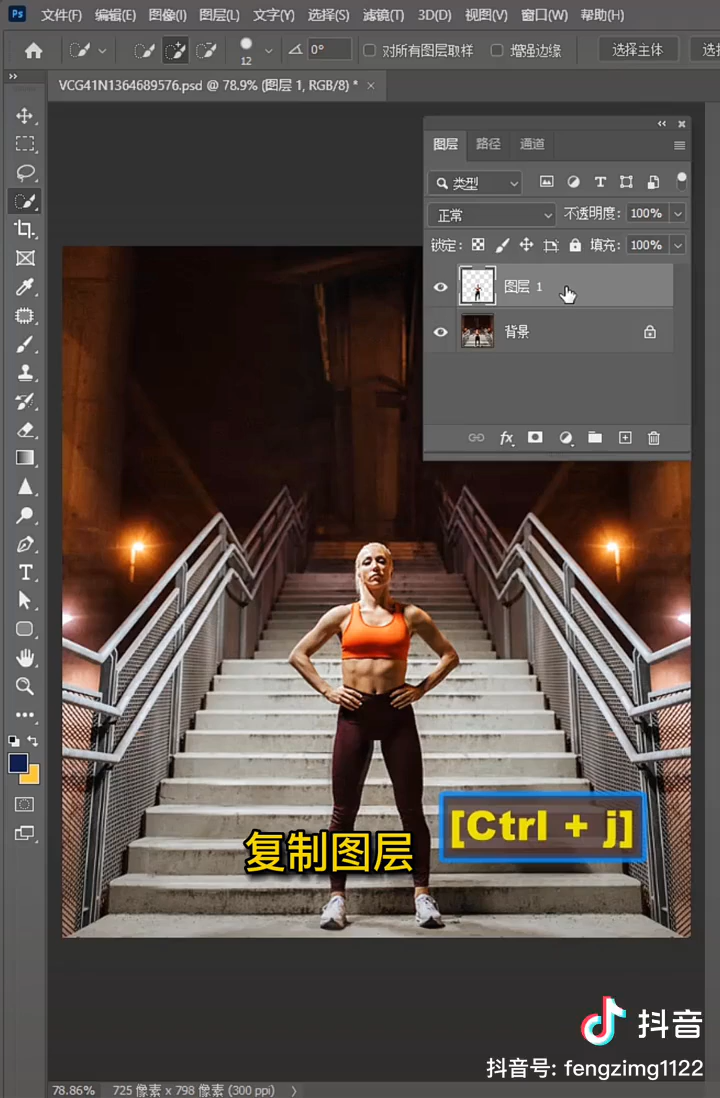 Ps 文件(F) 编辑(E) 图像(I) 图层(L) 文字(Y) 选择(S) 滤镜(T) 3D(D) 视图(V) 窗口(W) 帮助(H)
12 0° 对所有图层取样 增强边缘 选择主体
VCG41N1364689576.psd @ 78.9% (图层 1, RGB/8) * ×
图层 路径 通道
类型
正常 不透明度: 100%
锁定: 填充: 100%
图层 1
背景
fx
[Ctrl + j]
复制图层
抖音
抖音号: fengzimg1122
78.86% 725 像素 x 798 像素 (300 ppi)